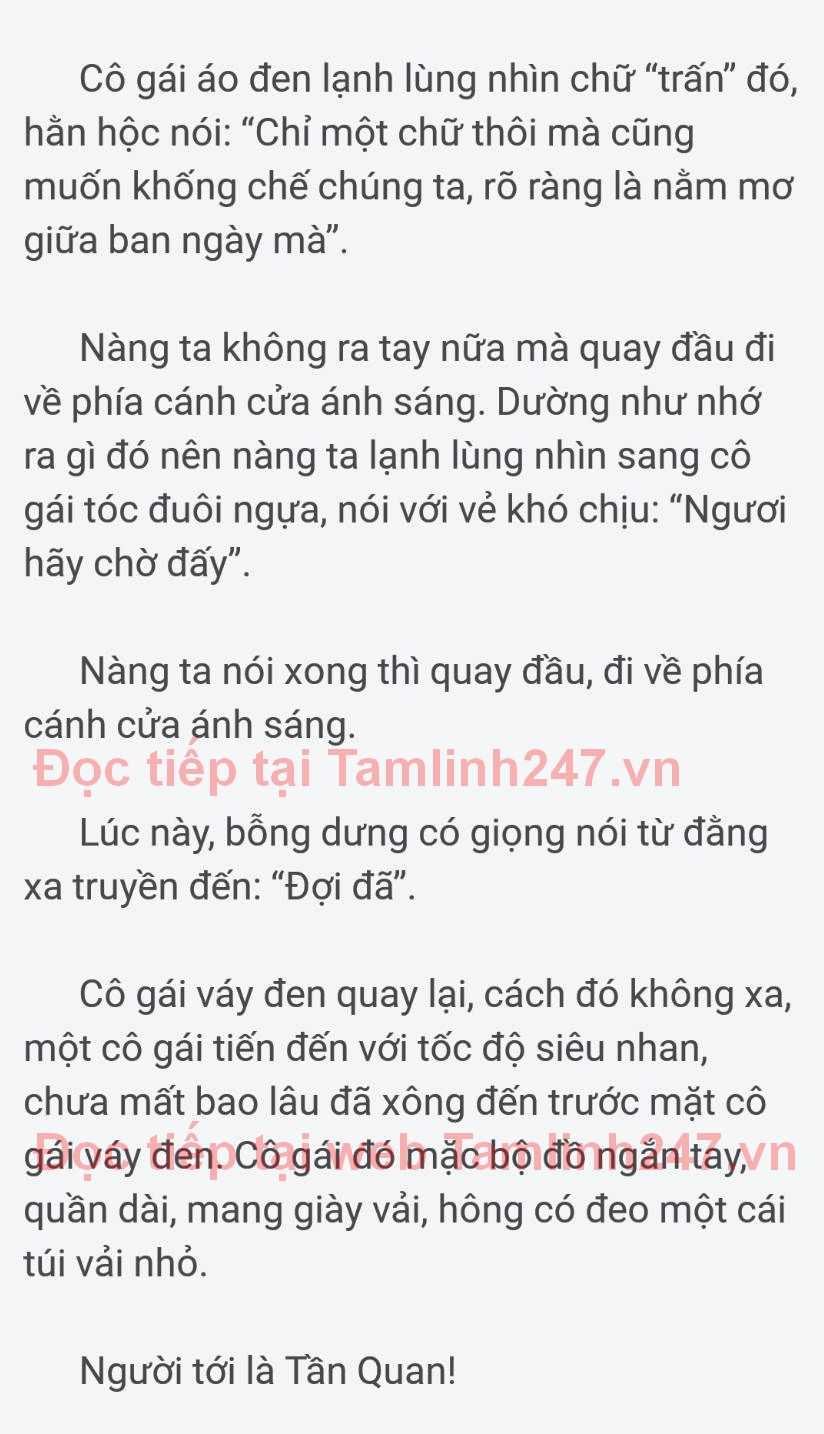 Cô gái áo đen lạnh lùng nhìn chữ “trấn” đó,
hằn hộc nói: “Chỉ một chữ thôi mà cũng
muốn khống chế chúng ta, rõ ràng là nằm mơ
giữa ban ngày mà”.
Nàng ta không ra tay nữa mà quay đầu đi
về phía cánh cửa ánh sáng. Dường như nhớ
ra gì đó nên nàng ta lạnh lùng nhìn sang cô
gái tóc đuôi ngựa, nói với vẻ khó chịu: “Ngươi
hãy chờ đấy”.
Nàng ta nói xong thì quay đầu, đi về phía
cánh cửa ánh sáng.
Đọc tiếp tại Tamlinh247.vn
Lúc này, bỗng dưng có giọng nói từ đằng
xa truyền đến: “Đợi đã”.
Cô gái váy đen quay lại, cách đó không xa,
một cô gái tiến đến với tốc độ siêu nhan,
chưa mất bao lâu đã xông đến trước mặt cô
gái váy đen. Cô gái đó mặc bộ đồ ngắn tay,
Đọc tiếp tại web Tamlinh247.vn
quần dài, mang giày vải, hông có đeo một cái
túi vải nhỏ.
Người tới là Tần Quan!